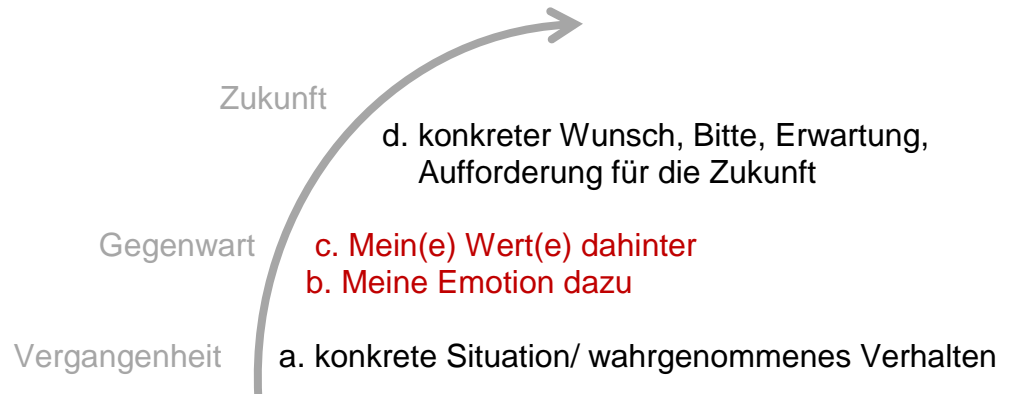 Zukunft
d. konkreter Wunsch, Bitte, Erwartung,
Aufforderung für die Zukunft
Gegenwart
c. Mein(e) Wert(e) dahinter
b. Meine Emotion dazu
Vergangenheit
a. konkrete Situation/ wahrgenommenes Verhalten